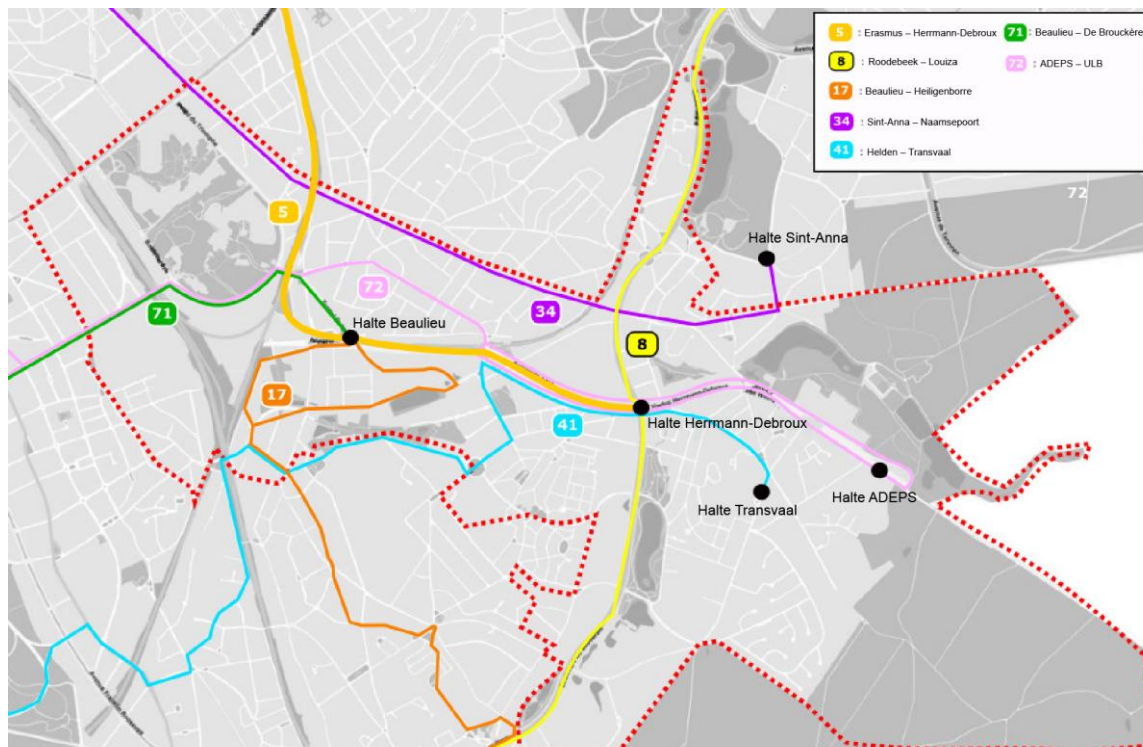 5 : Erasmus – Herrmann-Debroux
71 : Beaulieu – De Brouckère
8 : Roodebeek – Louiza
72 : ADEPS – ULB
17 : Beaulieu – Heiligenborre
34 : Sint-Anna – Naamsepoort
41 : Helden – Transvaal
72
5
Halte Sint-Anna
72
71
34
Halte Beaulieu
8
17
41
Halte Herrmann-Debroux
Halte Transvaal
Halte ADEPS